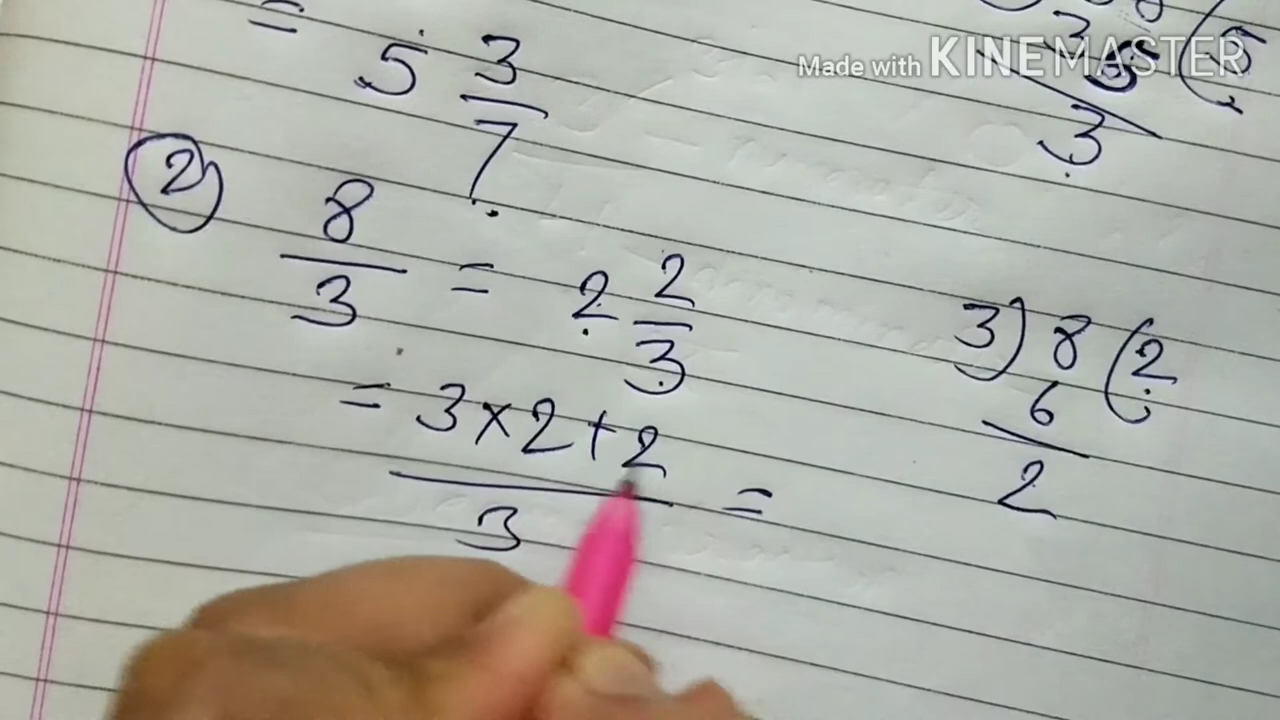 Made with KINEMASTER
= 5 3/7
3
② 8/3 = 2 2/3
3) 8 (2
6
2
= 3×2+2/3 =